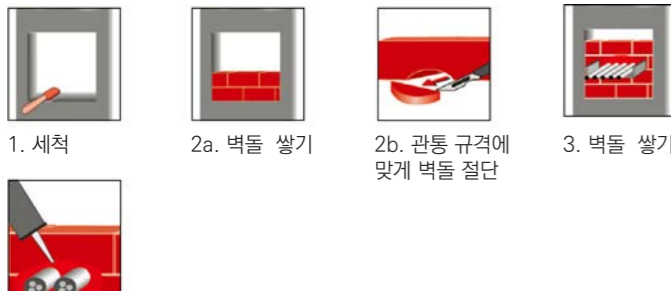 1. 세척
2a. 벽돌 쌓기
2b. 관통 규격에
맞게 벽돌 절단
3. 벽돌 쌓기